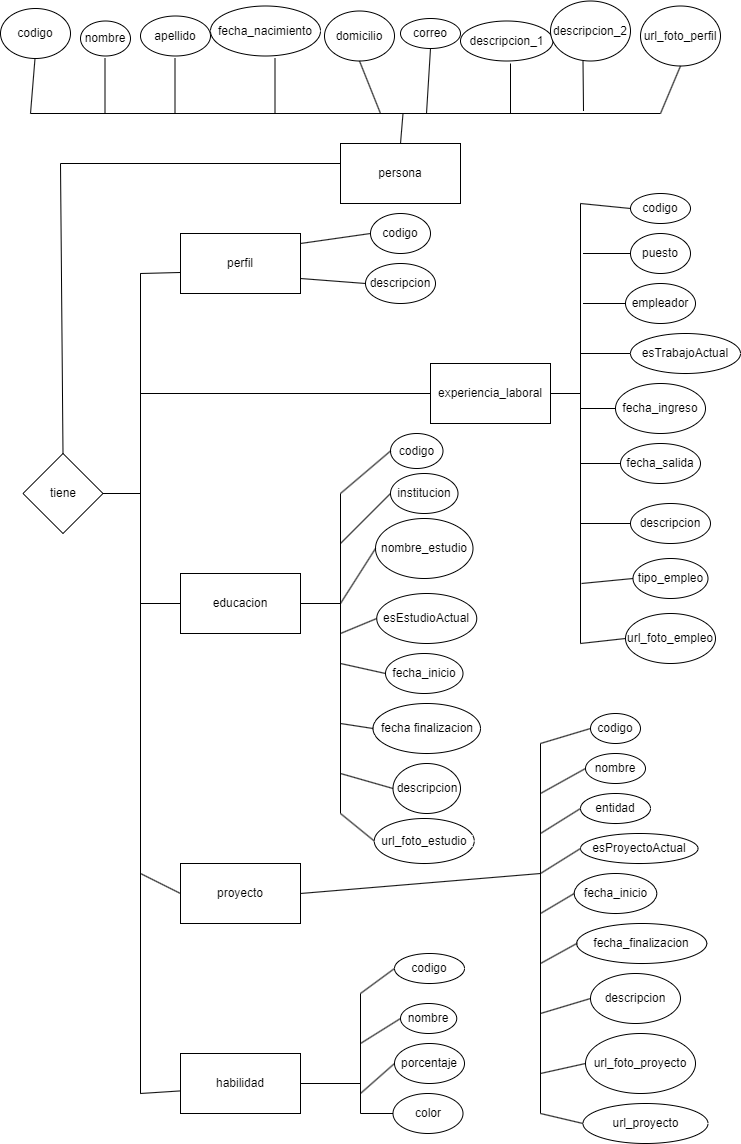 codigo
nombre
apellido
fecha_nacimiento
domicilio
correo
descripcion_1
descripcion_2
url_foto_perfil
persona
perfil
codigo
descripcion
experiencia_laboral
codigo
puesto
empleador
esTrabajoActual
fecha_ingreso
fecha_salida
descripcion
tipo_empleo
url_foto_empleo
tiene
educacion
codigo
institucion
nombre_estudio
esEstudioActual
fecha_inicio
fecha finalizacion
descripcion
url_foto_estudio
proyecto
codigo
nombre
entidad
esProyectoActual
fecha_inicio
fecha_finalizacion
descripcion
url_foto_proyecto
url_proyecto
habilidad
codigo
nombre
porcentaje
color